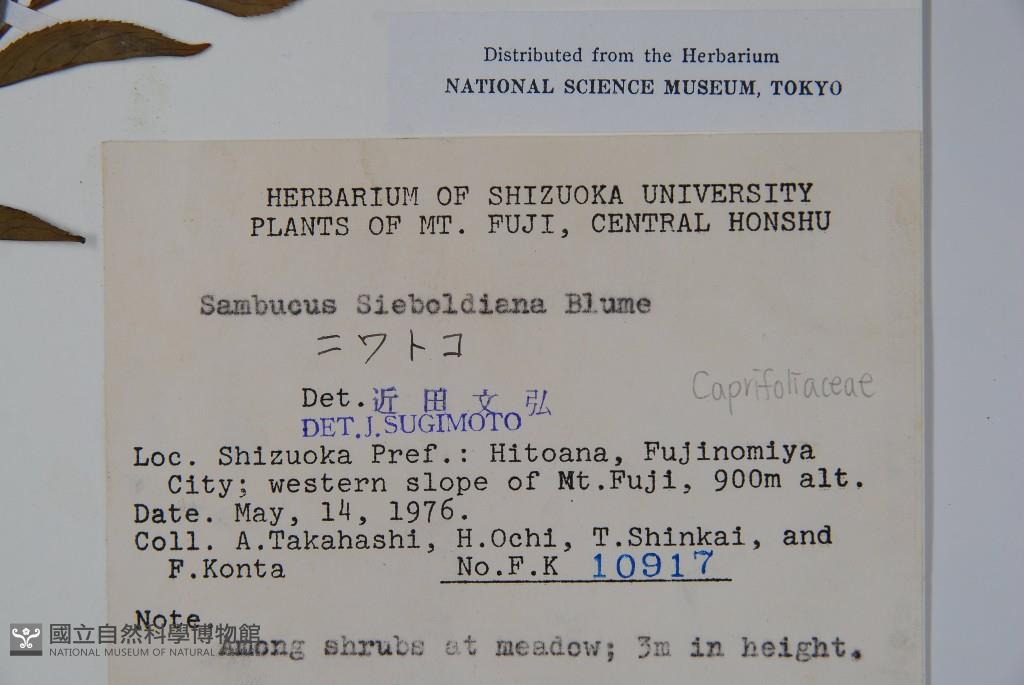 Distributed from the Herbarium
NATIONAL SCIENCE MUSEUM, TOKYO
HERBARIUM OF SHIZUOKA UNIVERSITY
PLANTS OF MT. FUJI, CENTRAL HONSHU
Sambucus Sieboldiana Blume
ニワトコ
Caprifoliaceae
Det. 近田文弘
DET. J. SUGIMOTO
Loc. Shizuoka Pref.: Hitoana, Fujinomiya
City; western slope of Mt.Fuji, 900m alt.
Date. May, 14, 1976.
Coll. A.Takahashi, H.Ochi, T.Shinkai, and
F.Konta No.F.K 10917
Note.
Among shrubs at meadow; 3m in height.
國立自然科學博物館
NATIONAL MUSEUM OF NATURAL